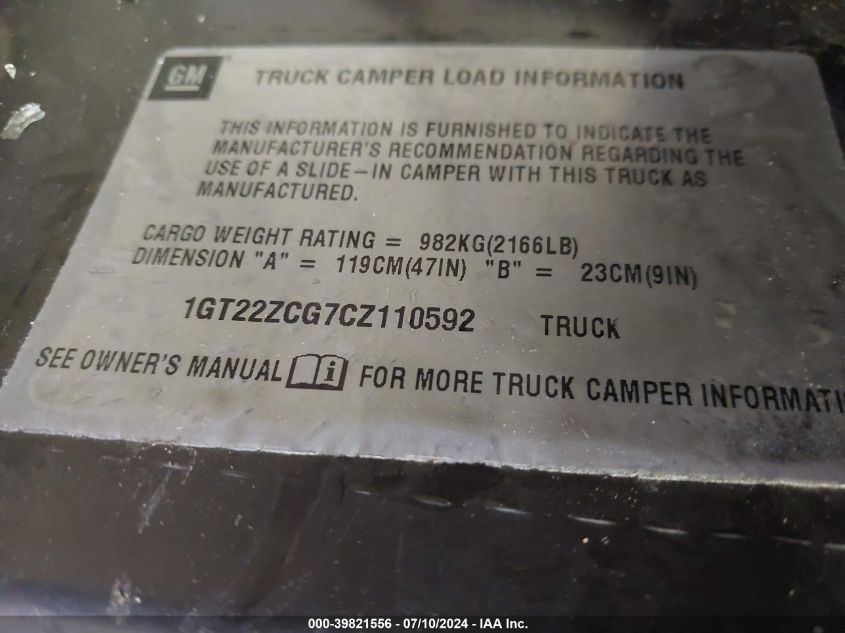 GM
TRUCK CAMPER LOAD INFORMATION
THIS INFORMATION IS FURNISHED TO INDICATE THE
MANUFACTURER'S RECOMMENDATION REGARDING THE
USE OF A SLIDE-IN CAMPER WITH THIS TRUCK AS
MANUFACTURED.
CARGO WEIGHT RATING = 982KG(2166LB)
DIMENSION "A" = 119CM(47IN) "B" = 23CM(9IN)
1GT22ZCG7CZ110592 TRUCK
SEE OWNER'S MANUAL i FOR MORE TRUCK CAMPER INFORMATI
000-39821556 - 07/10/2024 - IAA Inc.